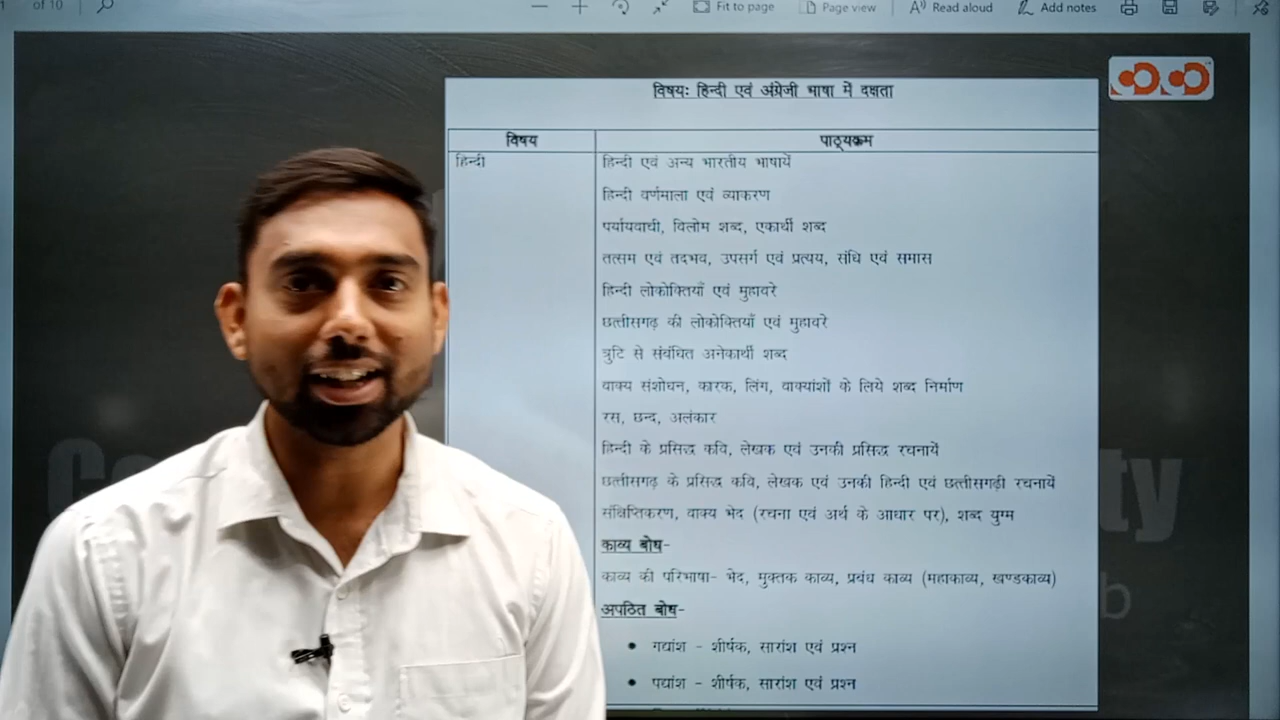 of 10
Fit to page
Page view
Read aloud
Add notes
विषयः हिन्दी एवं अंग्रेजी भाषा में दक्षता
विषय पाठ्यक्रम
हिन्दी हिन्दी एवं अन्य भारतीय भाषायें
हिन्दी वर्णमाला एवं व्याकरण
पर्यायवाची, विलोम शब्द, एकार्थी शब्द
तत्सम एवं तदभव, उपसर्ग एवं प्रत्यय, संधि एवं समास
हिन्दी लोकोक्तियाँ एवं मुहावरे
छत्तीसगढ़ की लोकोक्तियाँ एवं मुहावरे
त्रुटि से संबंधित अनेकार्थी शब्द
वाक्य संशोधन, कारक, लिंग, वाक्यांशों के लिये शब्द निर्माण
रस, छन्द, अलंकार
हिन्दी के प्रसिद्ध कवि, लेखक एवं उनकी प्रसिद्ध रचनायें
छत्तीसगढ़ के प्रसिद्ध कवि, लेखक एवं उनकी हिन्दी एवं छत्तीसगढ़ी रचनायें
संक्षिप्तिकरण, वाक्य भेद (रचना एवं अर्थ के आधार पर), शब्द युग्म
काव्य बोध-
काव्य की परिभाषा- भेद, मुक्तक काव्य, प्रबंध काव्य (महाकाव्य, खण्डकाव्य)
अपठित बोध-
• गद्यांश - शीर्षक, सारांश एवं प्रश्न
• पद्यांश - शीर्षक, सारांश एवं प्रश्न